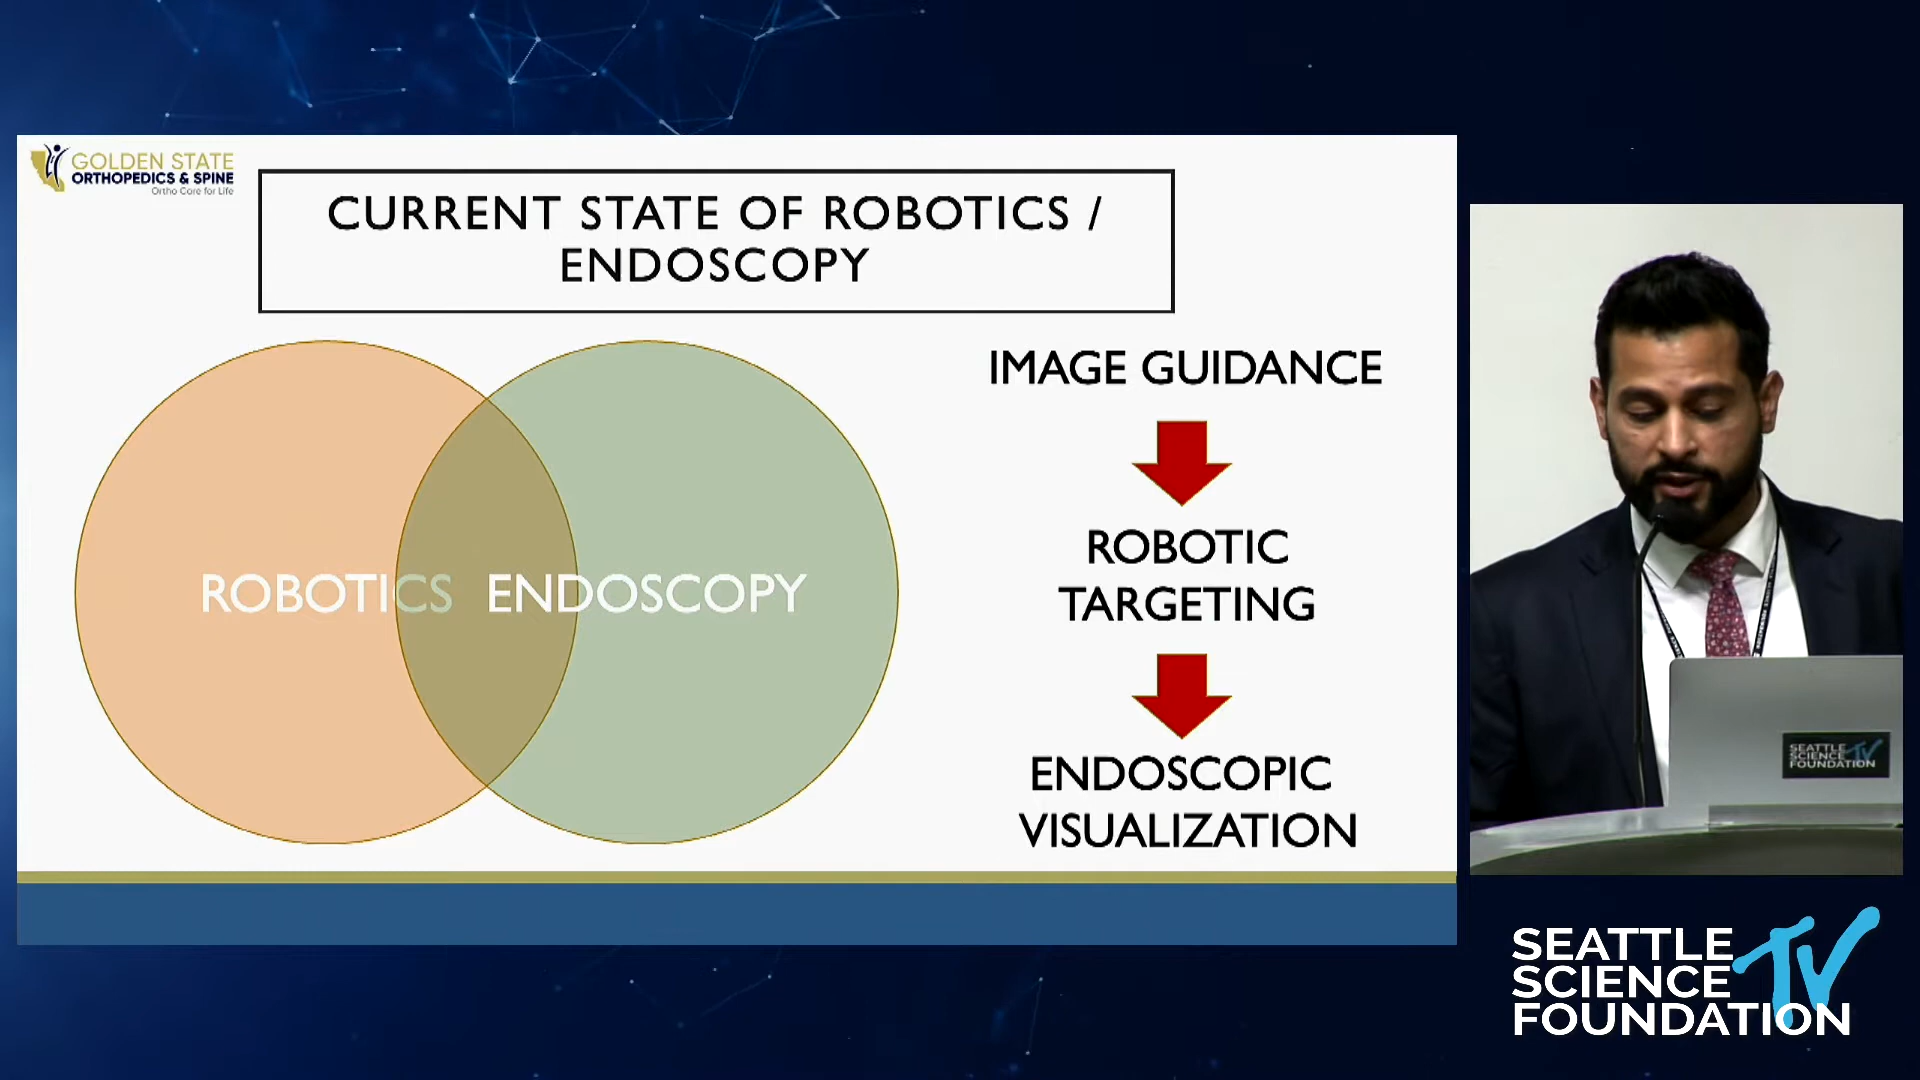 GOLDEN STATE
ORTHOPEDICS & SPINE
Ortho Care for Life
CURRENT STATE OF ROBOTICS /
ENDOSCOPY
ROBOTICS
ENDOSCOPY
IMAGE GUIDANCE
ROBOTIC
TARGETING
ENDOSCOPIC
VISUALIZATION
SEATTLE
SCIENCE TV
FOUNDATION
SEATTLE
SCIENCE TV
FOUNDATION